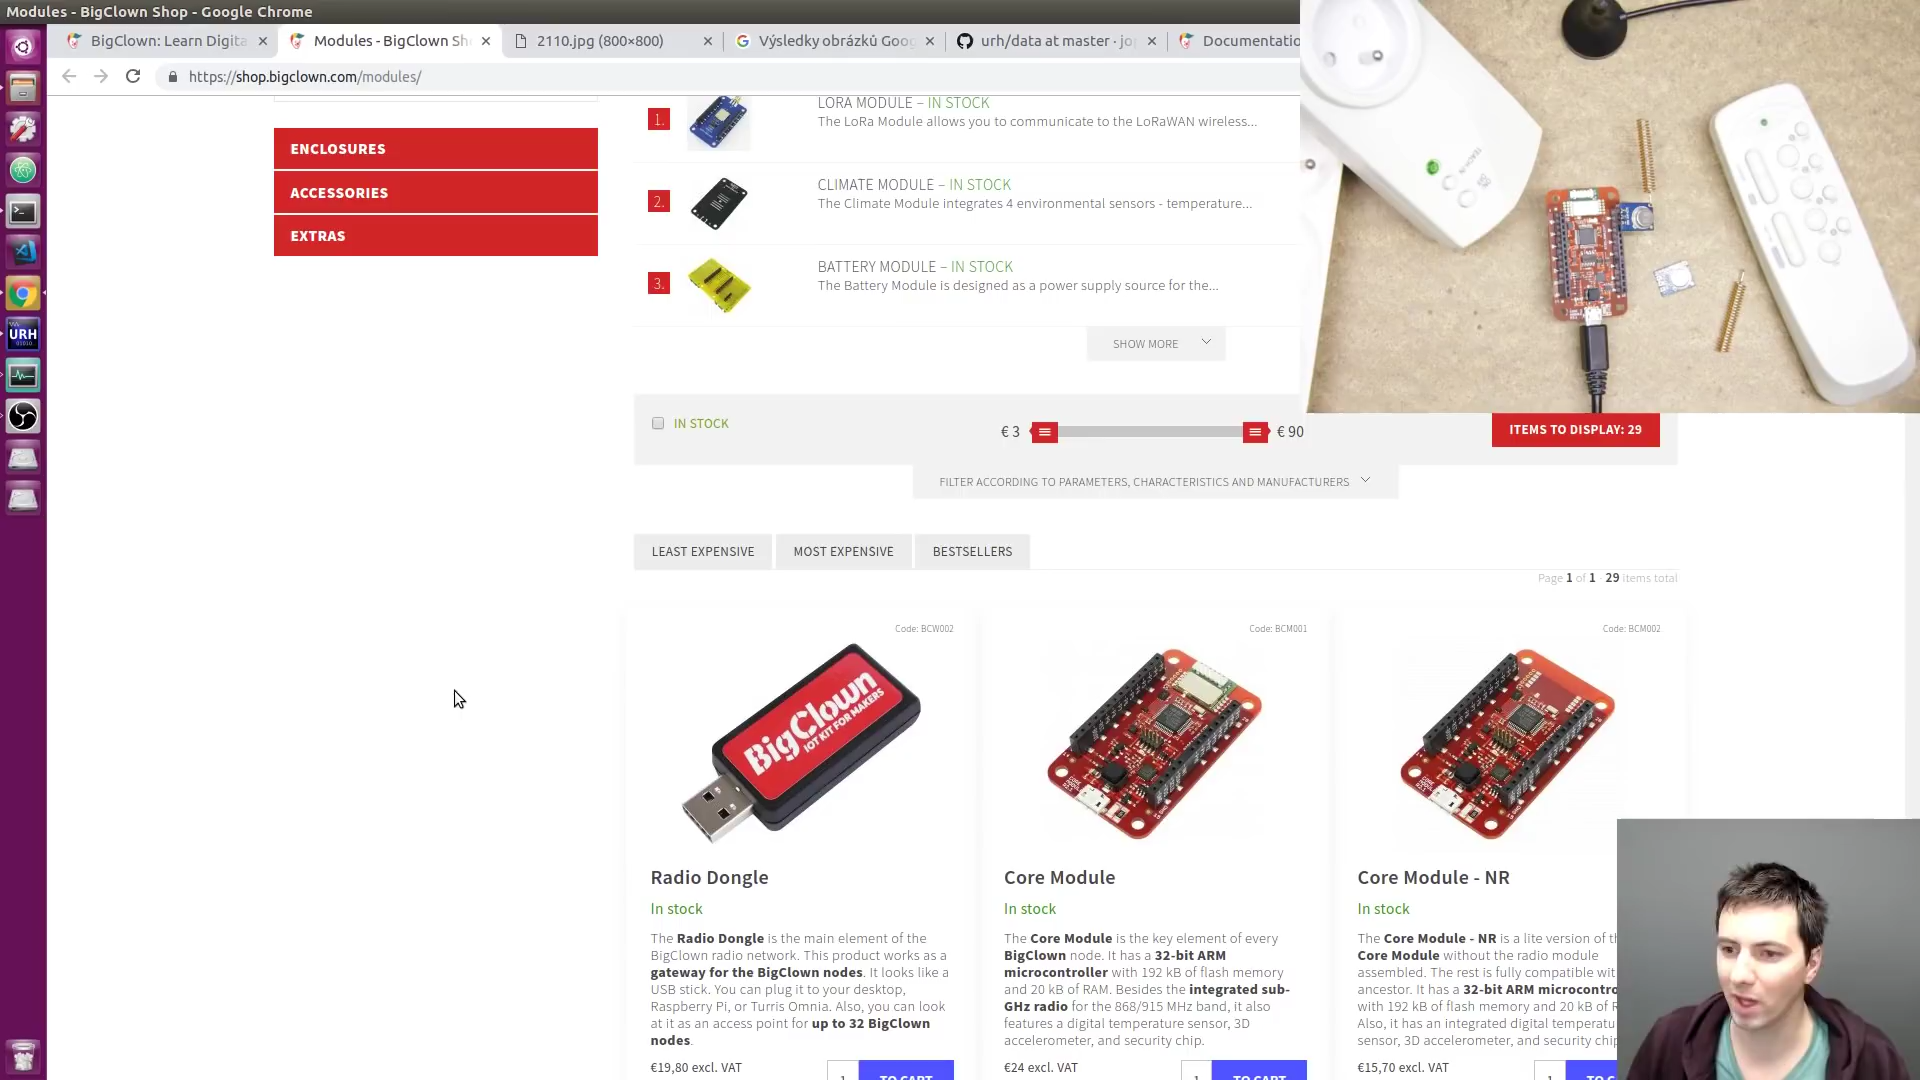 Modules - BigClown Shop - Google Chrome
BigClown: Learn Digita
Modules - BigClown Sh
2110.jpg (800×800)
Výsledky obrázků Goog
urh/data at master · jop
Documentatio
https://shop.bigclown.com/modules/
ENCLOSURES
ACCESSORIES
EXTRAS
1.
LORA MODULE – IN STOCK
The LoRa Module allows you to communicate to the LoRaWAN wireless...
2.
CLIMATE MODULE – IN STOCK
The Climate Module integrates 4 environmental sensors - temperature...
3.
BATTERY MODULE – IN STOCK
The Battery Module is designed as a power supply source for the...
SHOW MORE
IN STOCK
€ 3
€ 90
ITEMS TO DISPLAY: 29
FILTER ACCORDING TO PARAMETERS, CHARACTERISTICS AND MANUFACTURERS
LEAST EXPENSIVE
MOST EXPENSIVE
BESTSELLERS
Page 1 of 1 - 29 items total
Code: BCW002
BigClown
IOT KIT FOR MAKERS
Radio Dongle
In stock
The Radio Dongle is the main element of the
BigClown radio network. This product works as a
gateway for the BigClown nodes. It looks like a
USB stick. You can plug it to your desktop,
Raspberry Pi, or Turris Omnia. Also, you can look
at it as an access point for up to 32 BigClown
nodes.
€19,80 excl. VAT
1
TO CART
Code: BCM001
Core Module
In stock
The Core Module is the key element of every
BigClown node. It has a 32-bit ARM
microcontroller with 192 kB of flash memory
and 20 kB of RAM. Besides the integrated sub-
GHz radio for the 868/915 MHz band, it also
features a digital temperature sensor, 3D
accelerometer, and security chip.
€24 excl. VAT
1
TO CART
Code: BCM002
Core Module - NR
In stock
The Core Module - NR is a lite version of th
Core Module without the radio module
assembled. The rest is fully compatible wit
ancestor. It has a 32-bit ARM microcontro
with 192 kB of flash memory and 20 kB of R
Also, it has an integrated digital temperatu
sensor, 3D accelerometer, and security chip
€15,70 excl. VAT
1
TO C
URH
TEACH